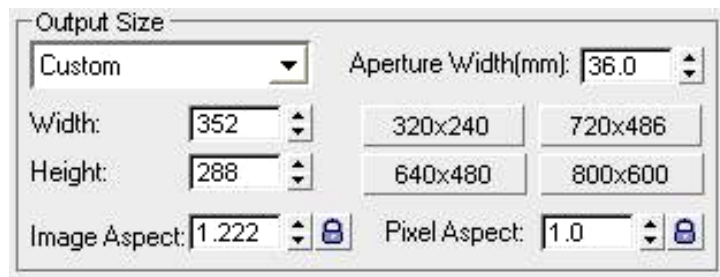 Output Size
Custom Aperture Width(mm): 36.0
Width: 352 320x240 720x486
Height: 288 640x480 800x600
Image Aspect: 1.222 Pixel Aspect: 1.0